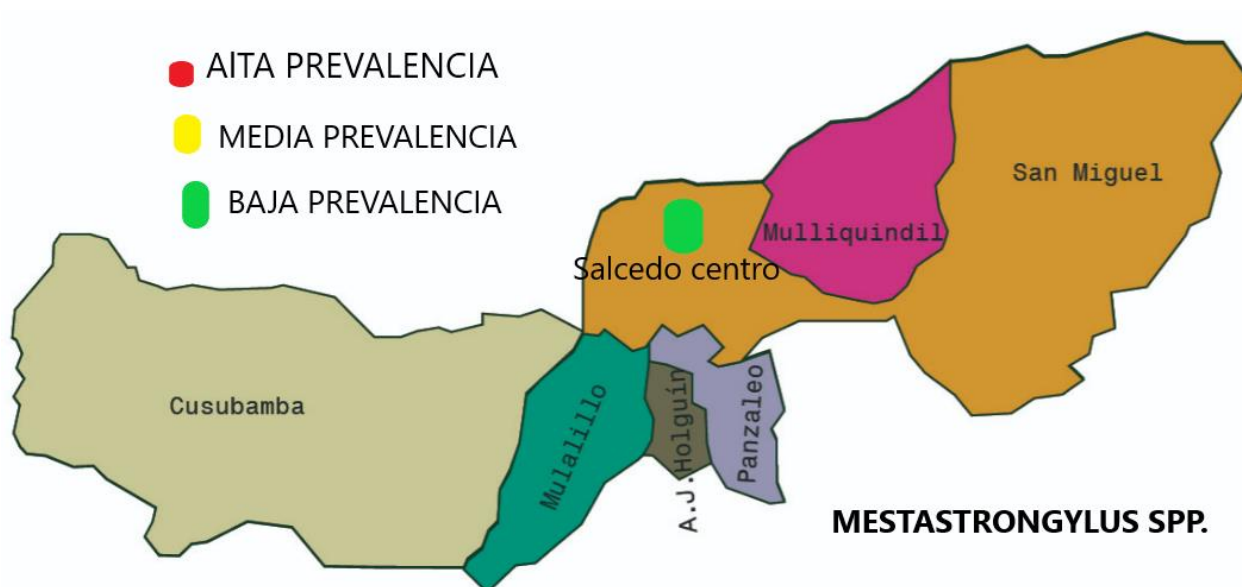 AlTA PREVALENCIA
MEDIA PREVALENCIA
BAJA PREVALENCIA
San Miguel
Mulliquindil
Salcedo centro
Cusubamba
Mulalillo
A.J.Holguín
Panzaleo
MESTASTRONGYLUS SPP.